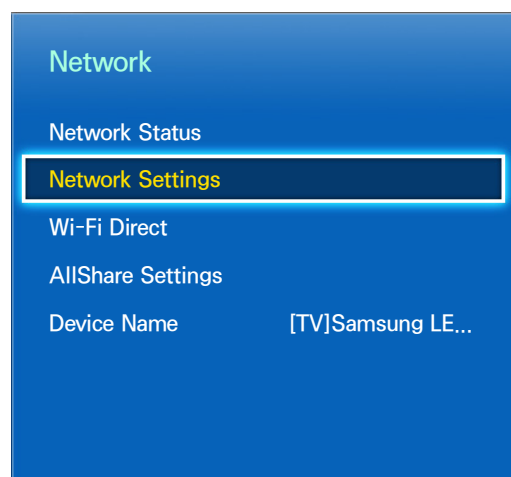 Network
Network Status
Network Settings
Wi-Fi Direct
AllShare Settings
Device Name [TV]Samsung LE...